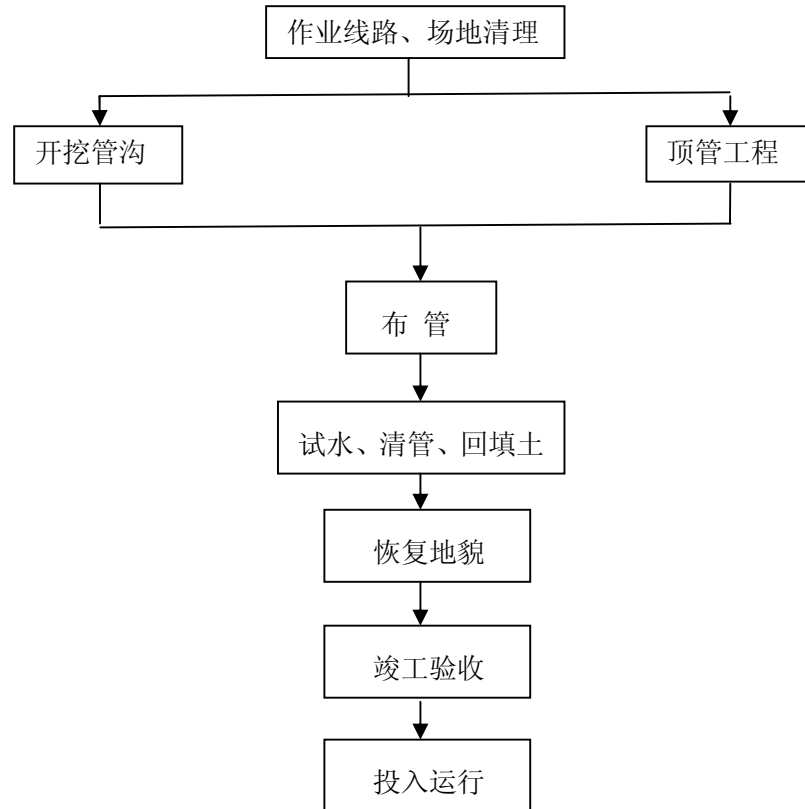 作业线路、场地清理
开挖管沟
顶管工程
布 管
试水、清管、回填土
恢复地貌
竣工验收
投入运行